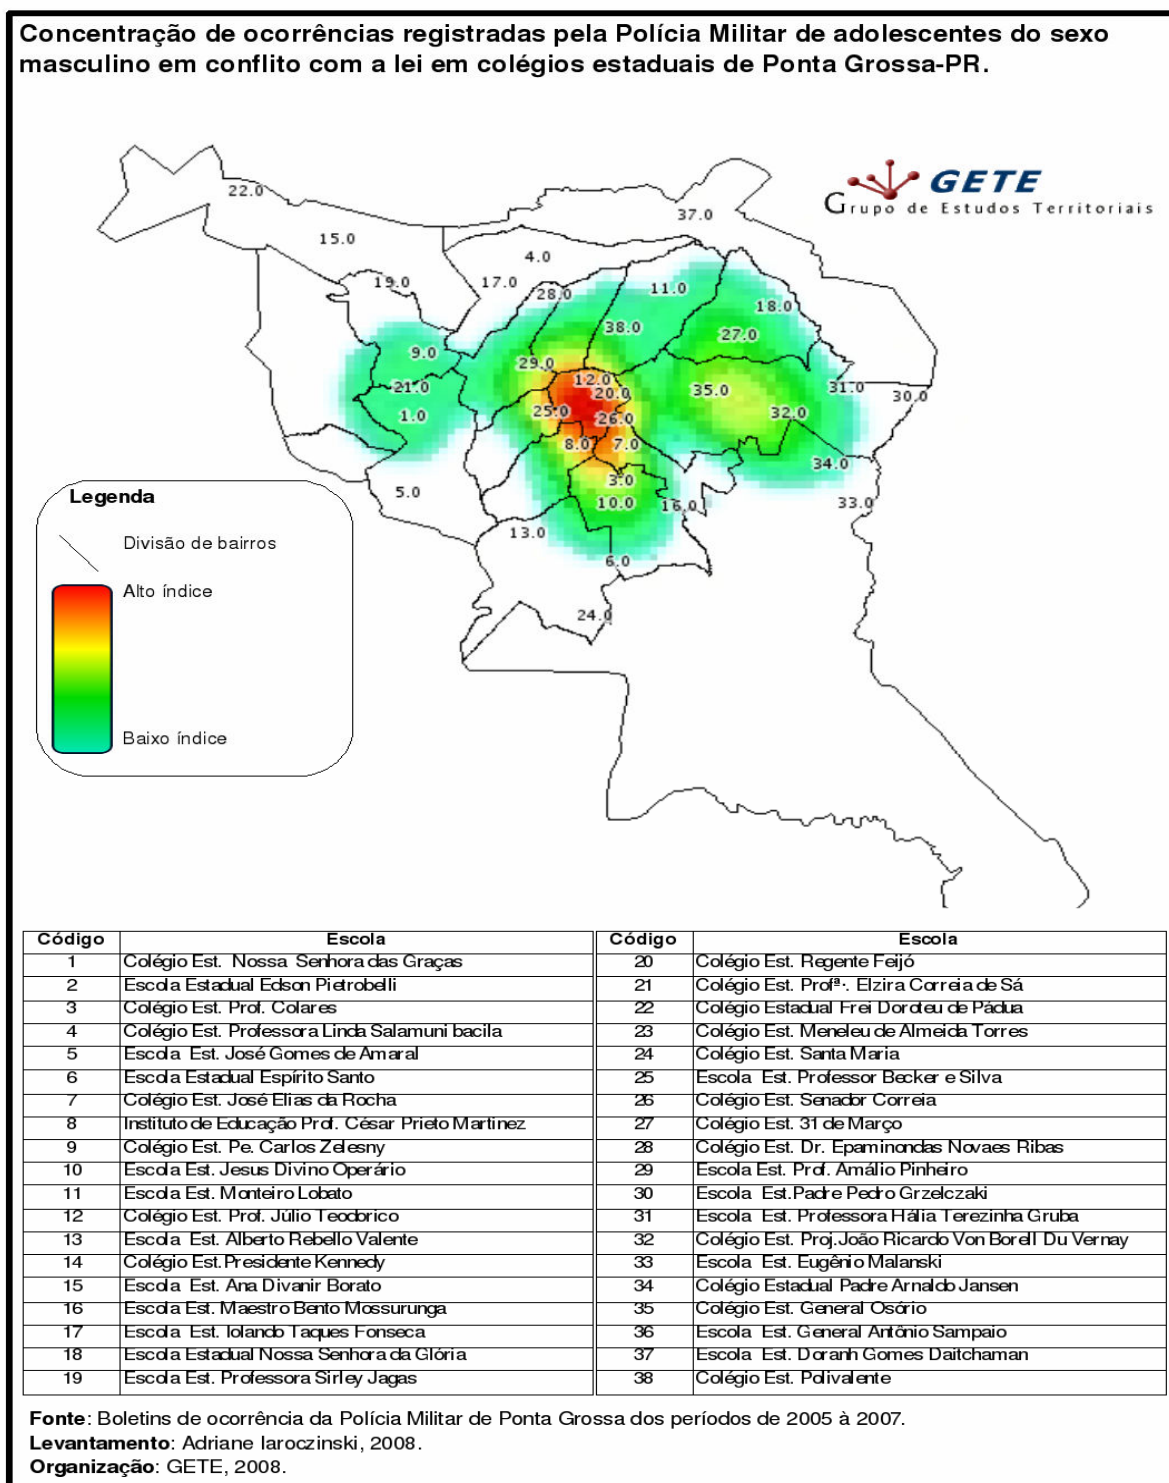 Concentração de ocorrências registradas pela Polícia Militar de adolescentes do sexo
masculino em conflito com a lei em colégios estaduais de Ponta Grossa-PR.
GETE
Grupo de Estudos Territoriais
22.0
37.0
15.0
4.0
19.0
17.0
28.0
11.0
18.0
38.0
27.0
9.0
29.0
12.0
21.0
20.0
35.0
31.0
30.0
1.0
25.0
26.0
32.0
8.0
7.0
34.0
3.0
5.0
10.0
16.0
33.0
13.0
6.0
24.0
Legenda
Divisão de bairros
Alto índice
Baixo índice
Código Escola Código Escola
1 Colégio Est. Nossa Senhora das Graças 20 Colégio Est. Regente Feijó
2 Escola Estadual Edson Pietrobelli 21 Colégio Est. Profª·. Elzira Correia de Sá
3 Colégio Est. Prof. Colares 22 Colégio Estadual Frei Doroteu de Pádua
4 Colégio Est. Professora Linda Salamuni bacila 23 Colégio Est. Meneleu de Almeida Torres
5 Escola Est. José Gomes de Amaral 24 Colégio Est. Santa Maria
6 Escola Estadual Espírito Santo 25 Escola Est. Professor Becker e Silva
7 Colégio Est. José Elias da Rocha 26 Colégio Est. Senador Correia
8 Instituto de Educação Prof. César Prieto Martinez 27 Colégio Est. 31 de Março
9 Colégio Est. Pe. Carlos Zelesny 28 Colégio Est. Dr. Epaminondas Novaes Ribas
10 Escola Est. Jesus Divino Operário 29 Escola Est. Prof. Amálio Pinheiro
11 Escola Est. Monteiro Lobato 30 Escola Est.Padre Pedro Grzelczaki
12 Colégio Est. Prof. Júlio Teodorico 31 Escola Est. Professora Hália Terezinha Gruba
13 Escola Est. Alberto Rebello Valente 32 Colégio Est. Proj.João Ricardo Von Borell Du Vernay
14 Colégio Est.Presidente Kennedy 33 Escola Est. Eugênio Malanski
15 Escola Est. Ana Divanir Borato 34 Colégio Estadual Padre Arnaldo Jansen
16 Escola Est. Maestro Bento Mossurunga 35 Colégio Est. General Osório
17 Escola Est. Iolando Taques Fonseca 36 Escola Est. General Antônio Sampaio
18 Escola Estadual Nossa Senhora da Glória 37 Escola Est. Doranh Gomes Daitchaman
19 Escola Est. Professora Sirley Jagas 38 Colégio Est. Polivalente
Fonte: Boletins de ocorrência da Polícia Militar de Ponta Grossa dos períodos de 2005 à 2007.
Levantamento: Adriane Iaroczinski, 2008.
Organização: GETE, 2008.